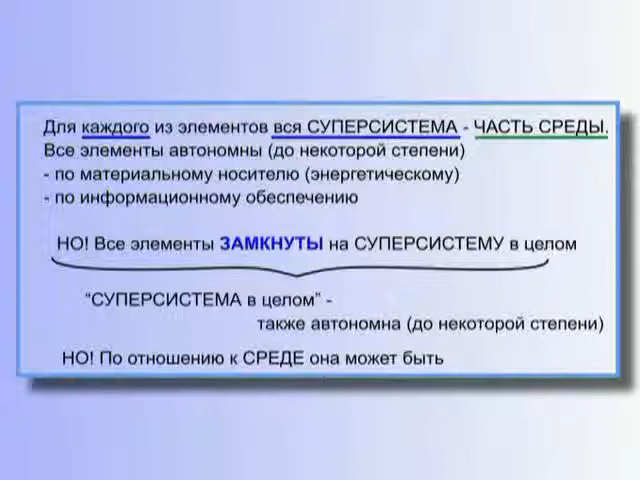 Для каждого из элементов вся СУПЕРСИСТЕМА - ЧАСТЬ СРЕДЫ.
Все элементы автономны (до некоторой степени)
- по материальному носителю (энергетическому)
- по информационному обеспечению
НО! Все элементы ЗАМКНУТЫ на СУПЕРСИСТЕМУ в целом
“СУПЕРСИСТЕМА в целом” -
также автономна (до некоторой степени)
НО! По отношению к СРЕДЕ она может быть